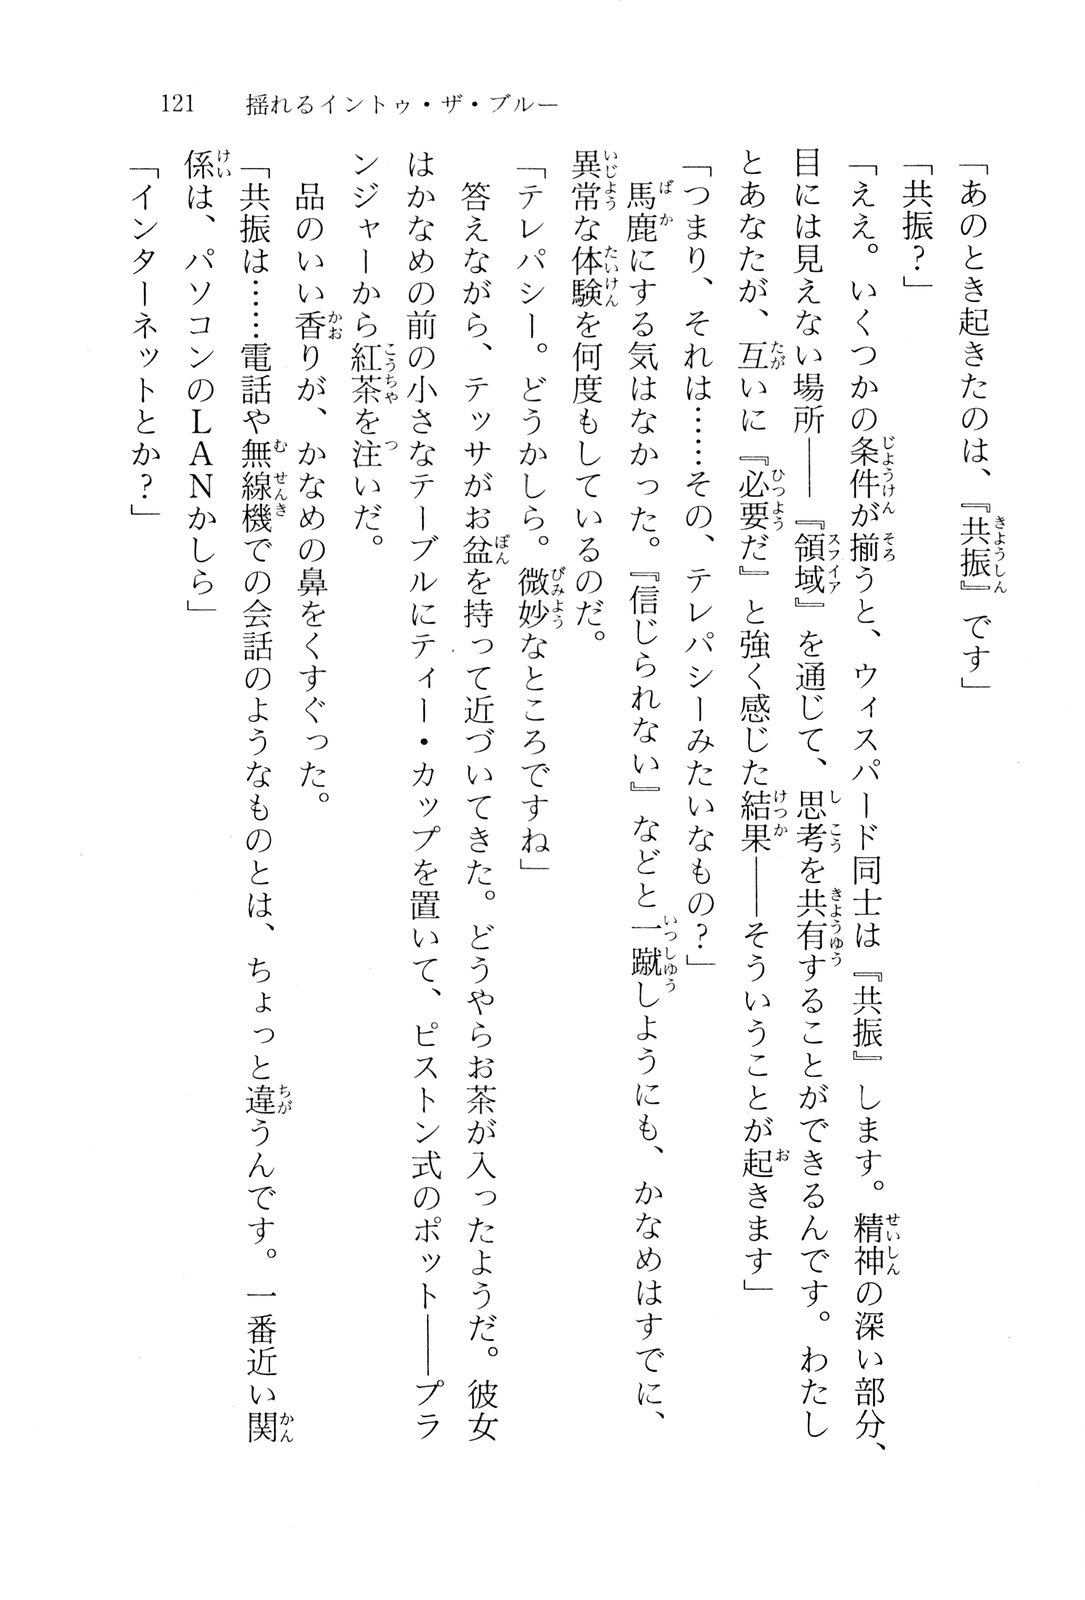 121　揺れるイントゥ・ザ・ブルー
「あのとき起きたのは、『共振』です」
「共振？」
「ええ。いくつかの条件が揃うと、ウィスパード同士は『共振』します。精神の深い部分、
目には見えない場所――『領域』を通じて、思考を共有することができるんです。わたし
とあなたが、互いに『必要だ』と強く感じた結果――そういうことが起きます」
「つまり、それは……その、テレパシーみたいなもの？」
　馬鹿にする気はなかった。『信じられない』などと一蹴しようにも、かなめはすでに、
異常な体験を何度もしているのだ。
「テレパシー。どうかしら。微妙なところですね」
　答えながら、テッサがお盆を持って近づいてきた。どうやらお茶が入ったようだ。彼女
はかなめの前の小さなテーブルにティー・カップを置いて、ピストン式のポット――プラ
ンジャーから紅茶を注いだ。
　品のいい香りが、かなめの鼻をくすぐった。
「共振は……電話や無線機での会話のようなものとは、ちょっと違うんです。一番近い関
係は、パソコンのＬＡＮかしら」
「インターネットとか？」